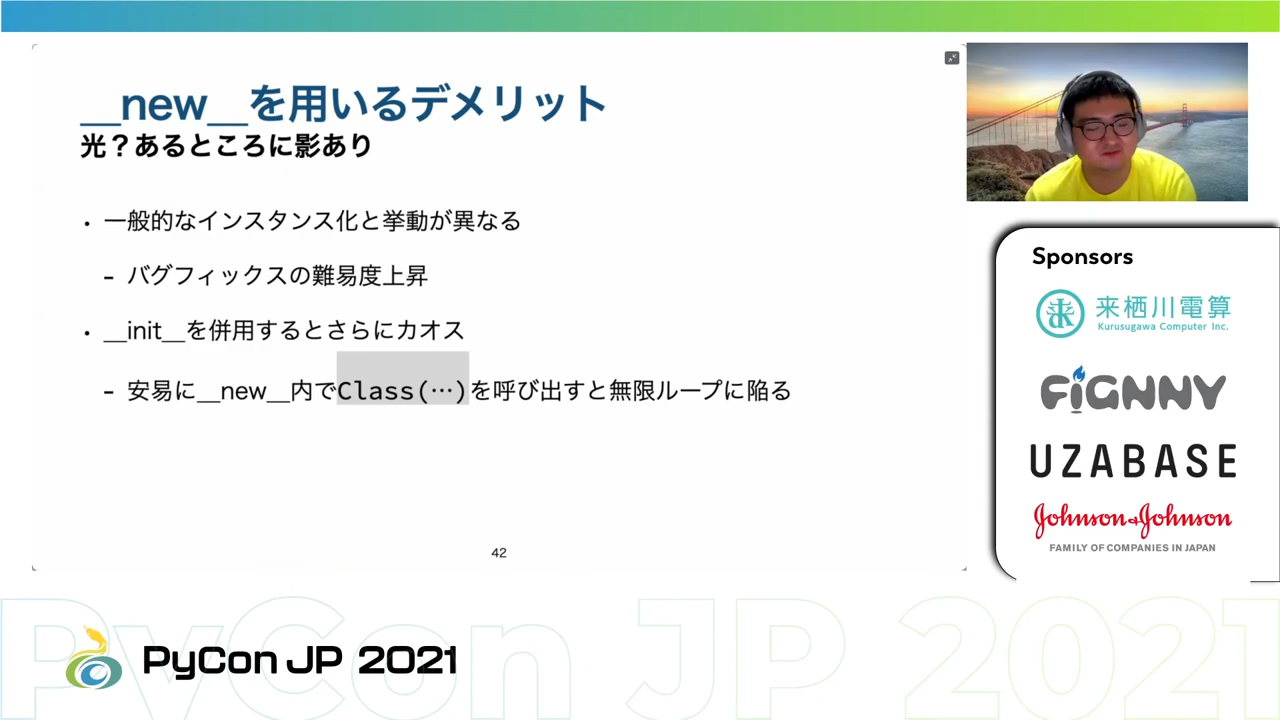 __new__を用いるデメリット
光？あるところに影あり
・ 一般的なインスタンス化と挙動が異なる
- バグフィックスの難易度上昇
・ __init__を併用するとさらにカオス
- 安易に__new__内でClass(…)を呼び出すと無限ループに陥る
42
Sponsors
来栖川電算
Kurusugawa Computer Inc.
FiGNNY
UZABASE
Johnson&Johnson
FAMILY OF COMPANIES IN JAPAN
PyCon JP 2021
PyCon JP 2021